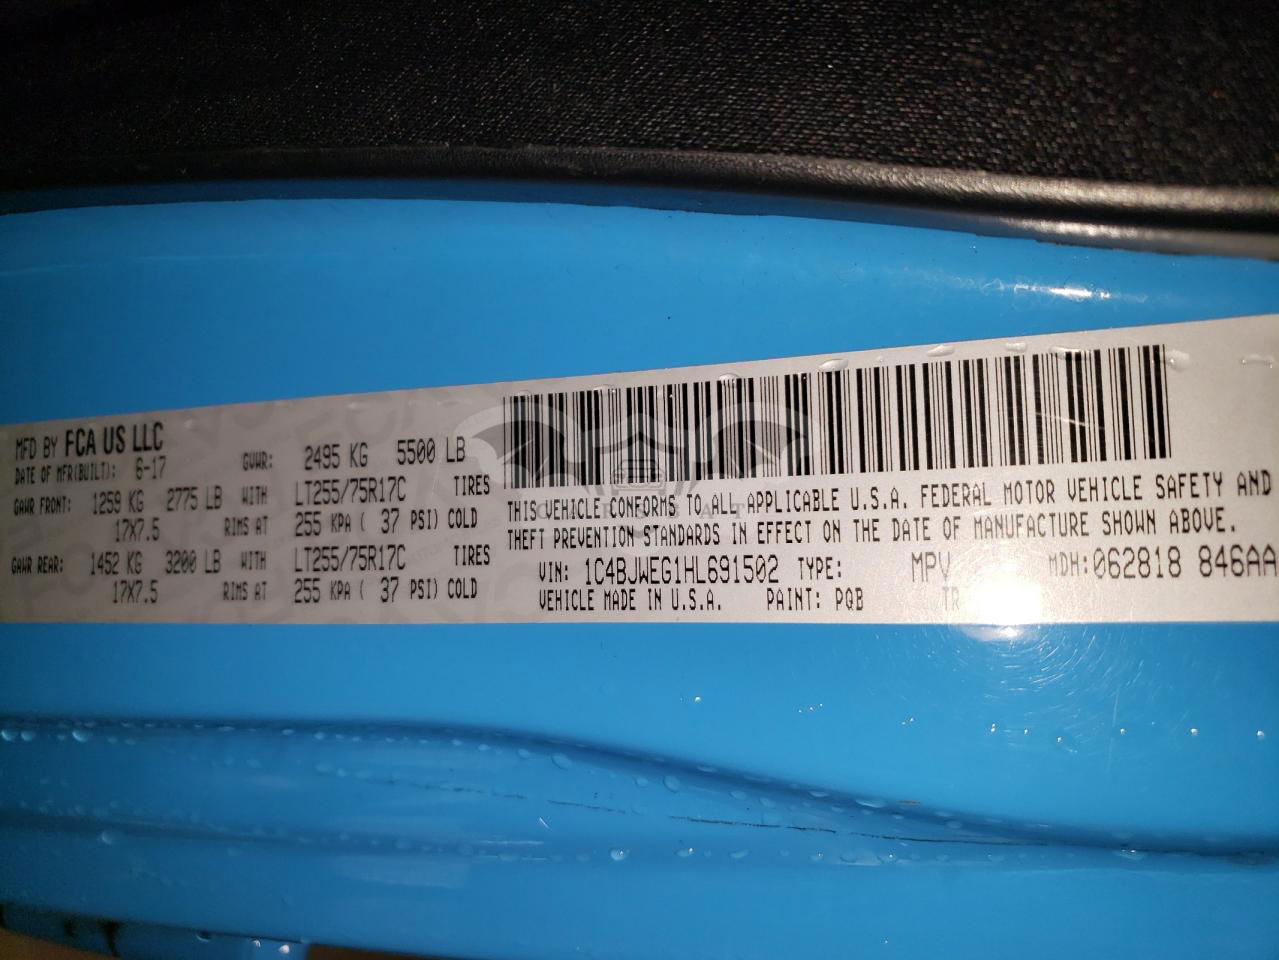 MFD BY FCA US LLC
DATE OF MFR(BUILT): 6-17 GVWR: 2495 KG 5500 LB
GAWR FRONT: 1259 KG 2775 LB WITH LT255/75R17C TIRES
17X7.5 RIMS AT 255 KPA ( 37 PSI) COLD
GAWR REAR: 1452 KG 3200 LB WITH LT255/75R17C TIRES
17X7.5 RIMS AT 255 KPA ( 37 PSI) COLD
THIS VEHICLE CONFORMS TO ALL APPLICABLE U.S.A. FEDERAL MOTOR VEHICLE SAFETY AND
THEFT PREVENTION STANDARDS IN EFFECT ON THE DATE OF MANUFACTURE SHOWN ABOVE.
VIN: 1C4BJWEG1HL691502 TYPE: MPV MDH: 062818 846AA
VEHICLE MADE IN U.S.A. PAINT: PQB TR